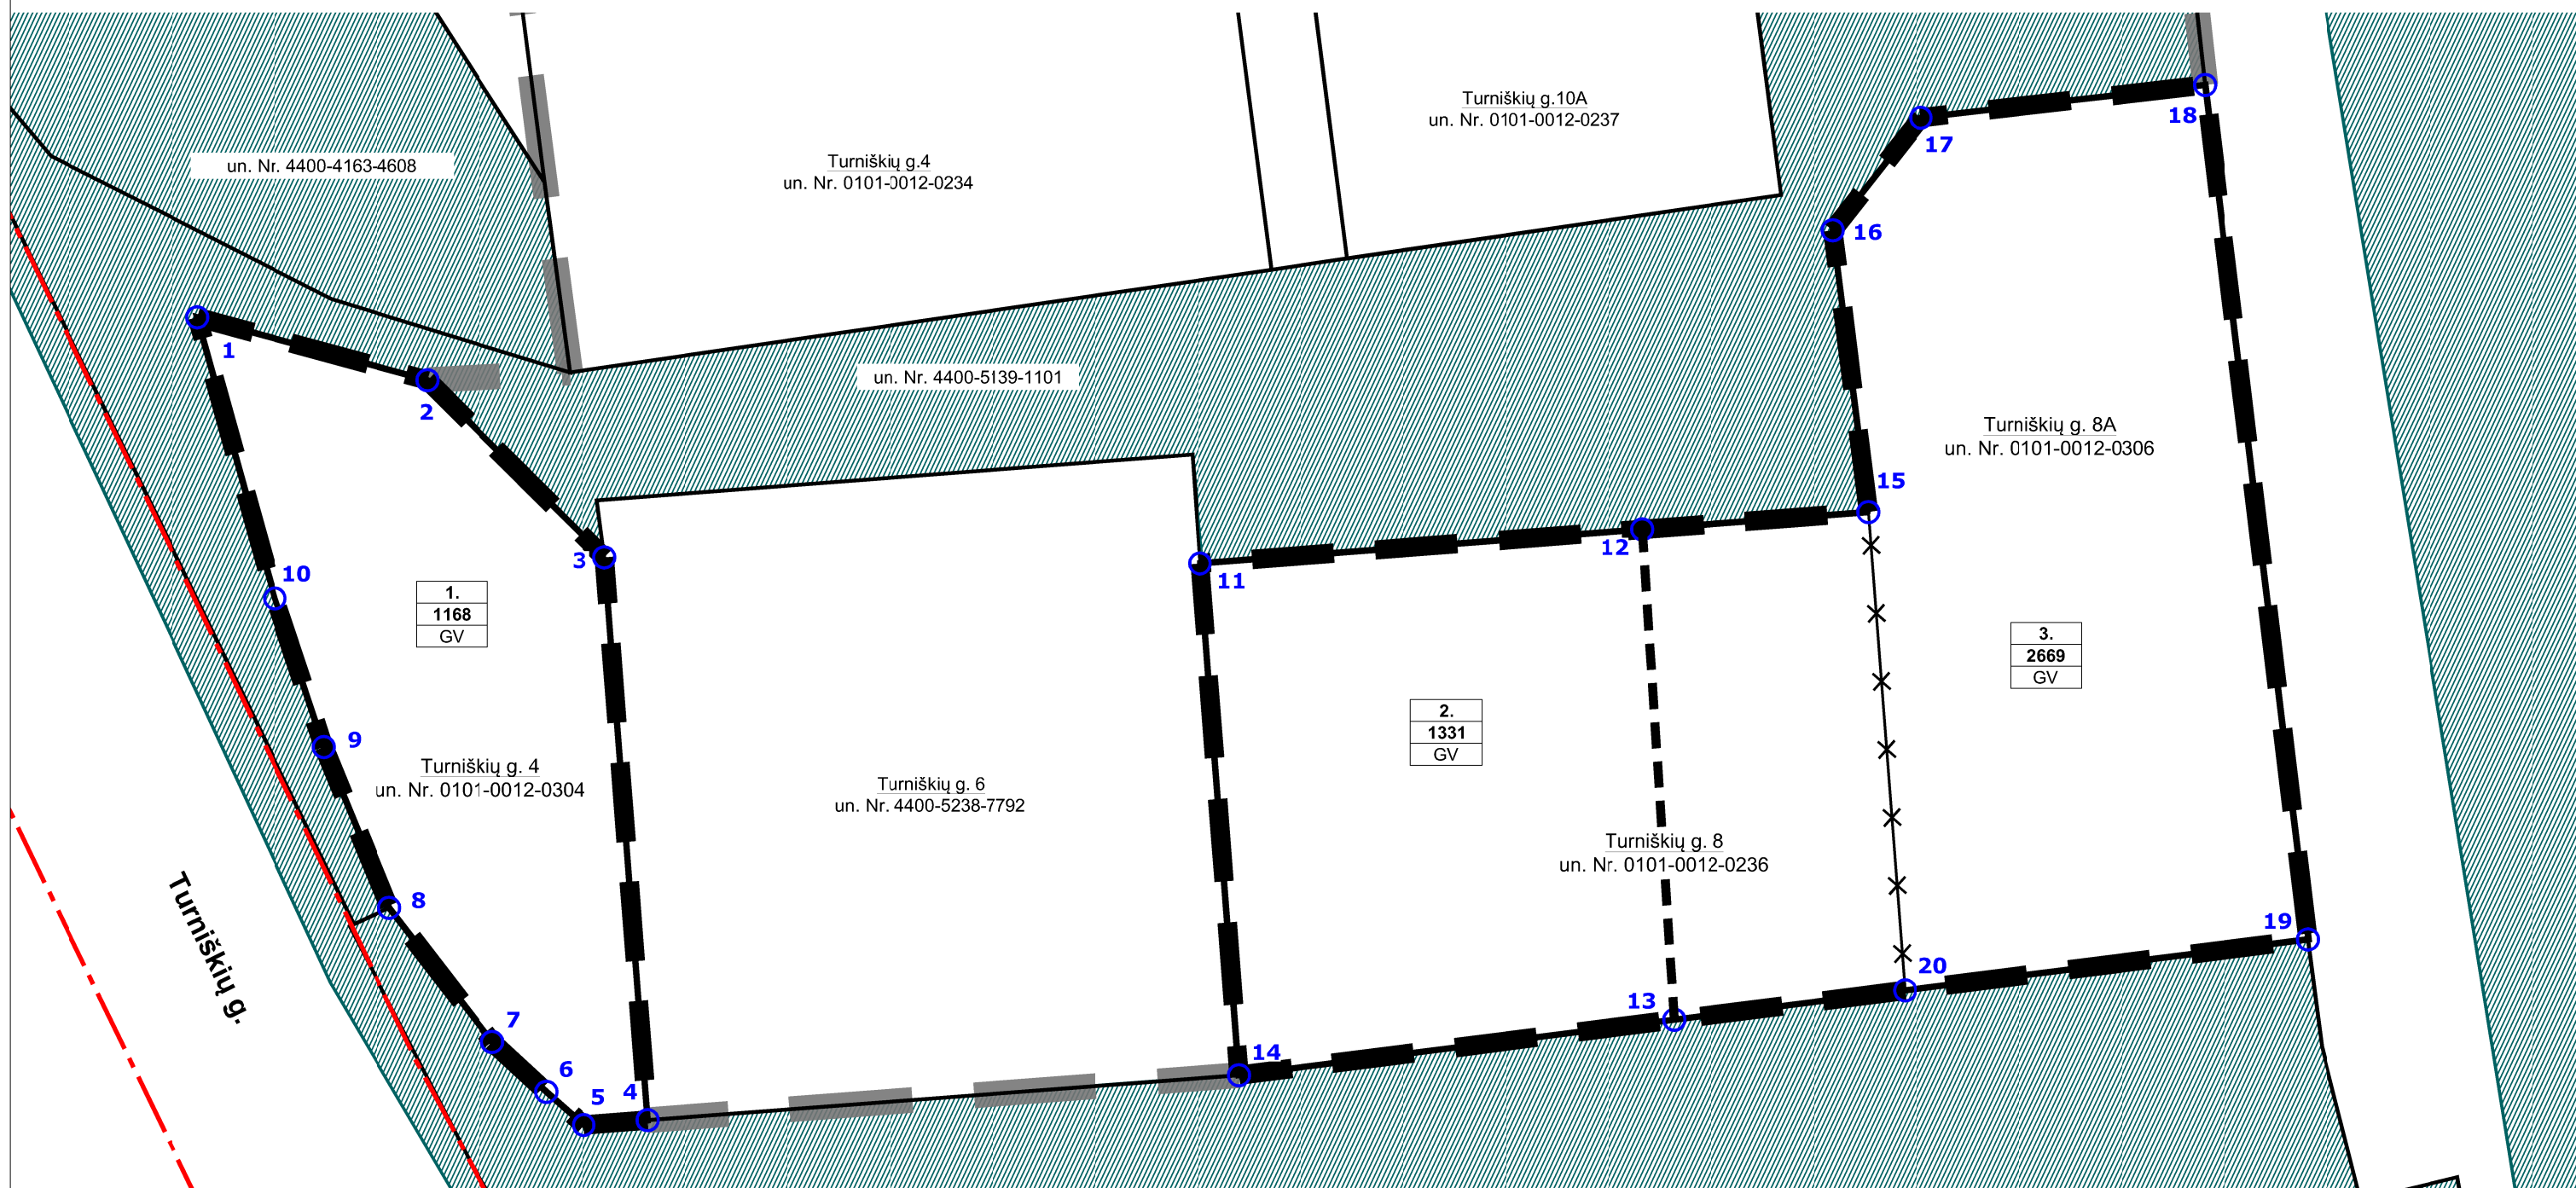 Turniškių g.10A
un. Nr. 0101-0012-0237
18
17
Turniškių g.4
un. Nr. 0101-0012-0234
un. Nr. 4400-4163-4608
16
1
2
un. Nr. 4400-5139-1101
Turniškių g. 8A
un. Nr. 0101-0012-0306
15
12
3
11
10
1.
1168
GV
3.
2669
GV
2.
1331
GV
9
Turniškių g. 4
un. Nr. 0101-0012-0304
Turniškių g. 6
un. Nr. 4400-5238-7792
Turniškių g. 8
un. Nr. 0101-0012-0236
8
Turniškių g.
19
20
13
7
14
6
5
4